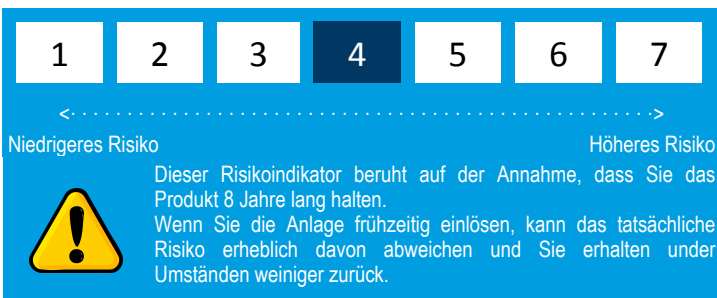 1 2 3 4 5 6 7
Niedrigeres Risiko Höheres Risiko
Dieser Risikoindikator beruht auf der Annahme, dass Sie das
Produkt 8 Jahre lang halten.
Wenn Sie die Anlage frühzeitig einlösen, kann das tatsächliche
Risiko erheblich davon abweichen und Sie erhalten under
Umständen weiniger zurück.